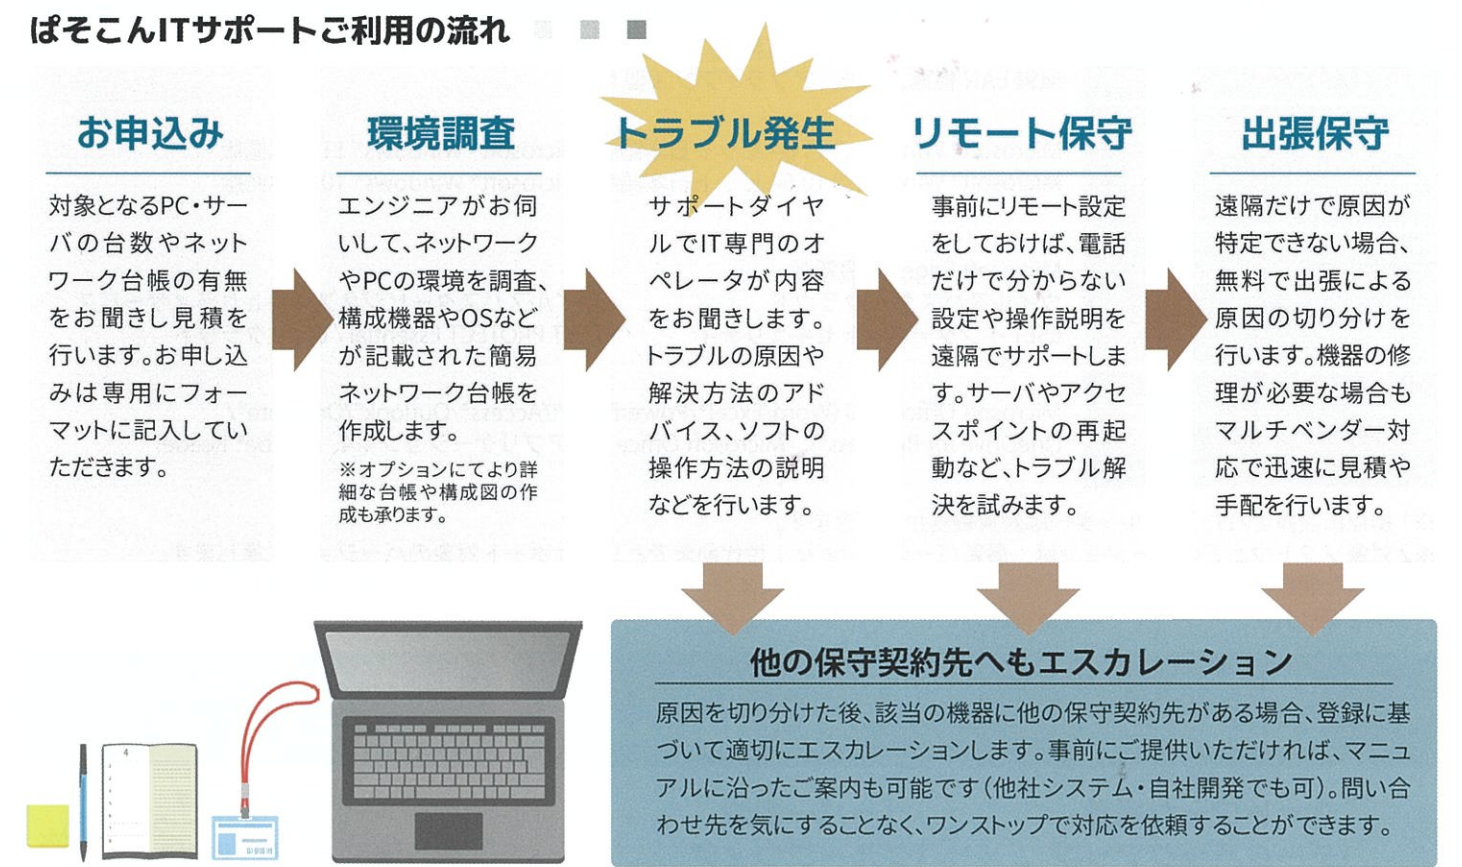 ぱそこんITサポートご利用の流れ
お申込み
対象となるPC・サー
バの台数やネット
ワーク台帳の有無
をお聞きし見積を
行います。お申し込
みは専用にフォー
マットに記入してい
ただきます。
環境調査
エンジニアがお伺
いして、ネットワーク
やPCの環境を調査、
構成機器やOSなど
が記載された簡易
ネットワーク台帳を
作成します。
※オプションにてより詳
細な台帳や構成図の作
成も承ります。
トラブル発生
サポートダイヤ
ルでIT専門のオ
ペレータが内容
をお聞きします。
トラブルの原因や
解決方法のアド
バイス、ソフトの
操作方法の説明
などを行います。
リモート保守
事前にリモート設定
をしておけば、電話
だけで分からない
設定や操作説明を
遠隔でサポートしま
す。サーバやアクセ
スポイントの再起
動など、トラブル解
決を試みます。
出張保守
遠隔だけで原因が
特定できない場合、
無料で出張による
原因の切り分けを
行います。機器の修
理が必要な場合も
マルチベンダー対
応で迅速に見積や
手配を行います。
他の保守契約先へもエスカレーション
原因を切り分けた後、該当の機器に他の保守契約先がある場合、登録に基
づいて適切にエスカレーションします。事前にご提供いただければ、マニュ
アルに沿ったご案内も可能です（他社システム・自社開発でも可）。問い合
わせ先を気にすることなく、ワンストップで対応を依頼することができます。
4